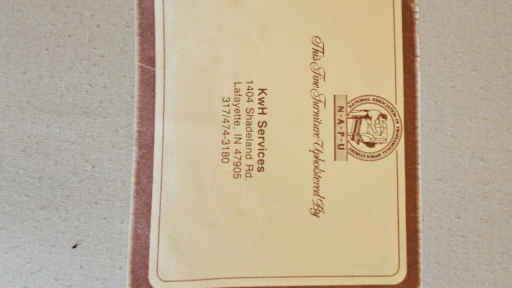 N·A·P·U
This Fine Furniture Upholstered By
KwH Services
1404 Shadeland Rd.
Lafayette, IN 47905
317/474-3180